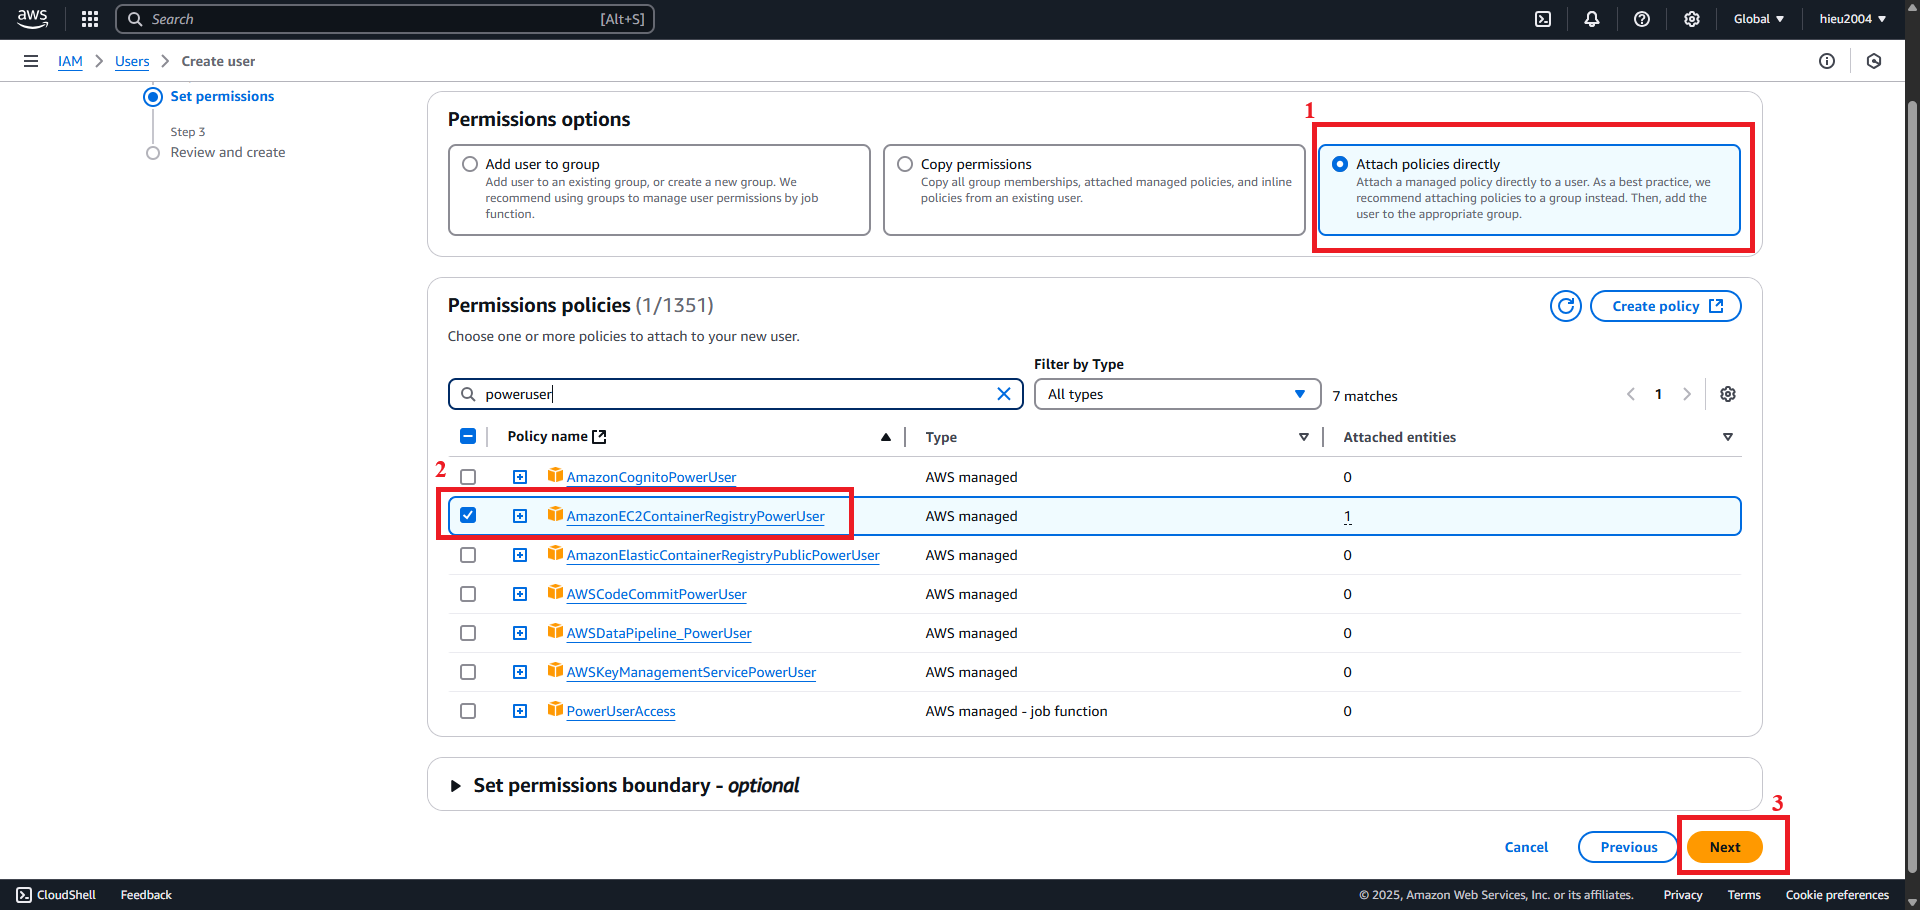 aws
Search
[Alt+S]
Global
hieu2004
IAM
Users
Create user
Set permissions
Step 3
Review and create
Permissions options
1
Add user to group
Add user to an existing group, or create a new group. We
recommend using groups to manage user permissions by job
function.
Copy permissions
Copy all group memberships, attached managed policies, and inline
policies from an existing user.
Attach policies directly
Attach a managed policy directly to a user. As a best practice, we
recommend attaching policies to a group instead. Then, add the
user to the appropriate group.
Permissions policies (1/1351)
Create policy
Choose one or more policies to attach to your new user.
Filter by Type
poweruser
All types
7 matches
1
Policy name
Type
Attached entities
2
AmazonCognitoPowerUser
AWS managed
0
AmazonEC2ContainerRegistryPowerUser
AWS managed
1
AmazonElasticContainerRegistryPublicPowerUser
AWS managed
0
AWSCodeCommitPowerUser
AWS managed
0
AWSDataPipeline_PowerUser
AWS managed
0
AWSKeyManagementServicePowerUser
AWS managed
0
PowerUserAccess
AWS managed - job function
0
Set permissions boundary - optional
3
Cancel
Previous
Next
CloudShell
Feedback
© 2025, Amazon Web Services, Inc. or its affiliates.
Privacy
Terms
Cookie preferences